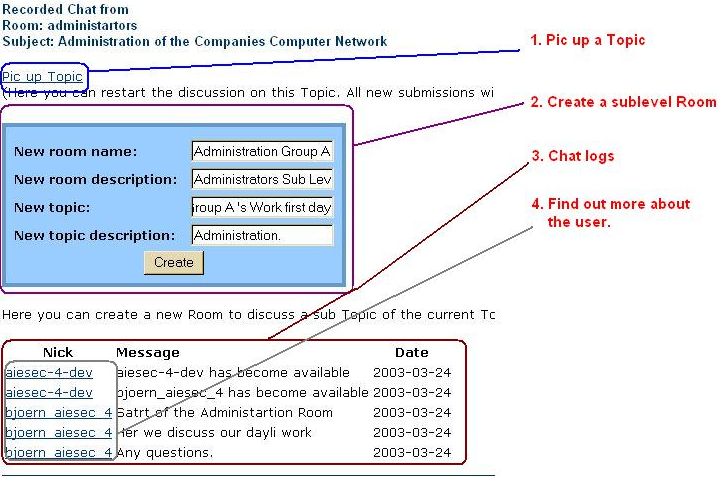 Recorded Chat from
Room: administartors
Subject: Administration of the Companies Computer Network
1. Pic up a Topic
Pic up Topic
(Here you can restart the discussion on this Topic. All new submissions wi
2. Create a sublevel Room
New room name: Administration Group A
3. Chat logs
New room description: Administrators Sub Lev
4. Find out more about
the user.
New topic: roup A 's Work first day
New topic description: Administration.
Create
Here you can create a new Room to discuss a sub Topic of the current To
Nick Message Date
aiesec-4-dev aiesec-4-dev has become available 2003-03-24
aiesec-4-dev bjoern_aiesec_4 has become available 2003-03-24
bjoern_aiesec_4 Satrt of the Administartion Room 2003-03-24
bjoern_aiesec_4 Her we discuss our dayli work 2003-03-24
bjoern_aiesec_4 Any questions. 2003-03-24